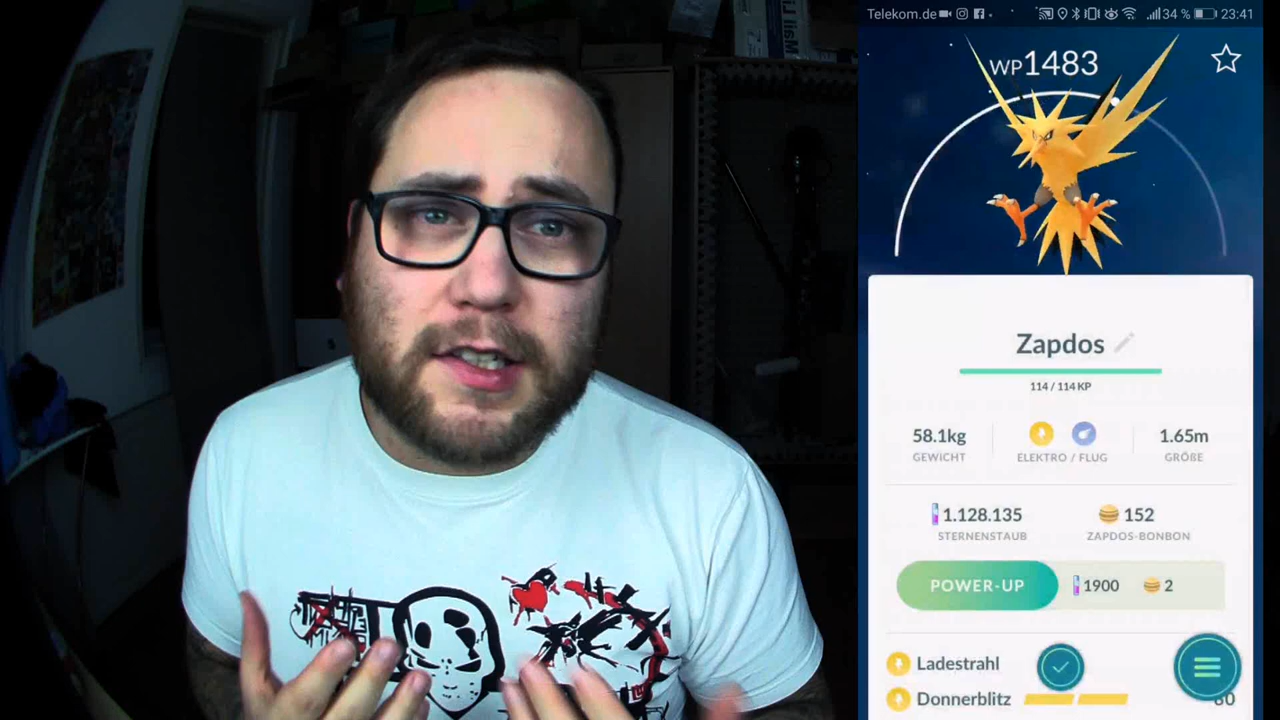 Telekom.de 34 % 23:41
WP1483
Zapdos
114 / 114 KP
58.1kg 1.65m
GEWICHT ELEKTRO / FLUG GRÖßE
1.128.135 152
STERNENSTAUB ZAPDOS-BONBON
POWER-UP 1900 2
Ladestrahl
Donnerblitz